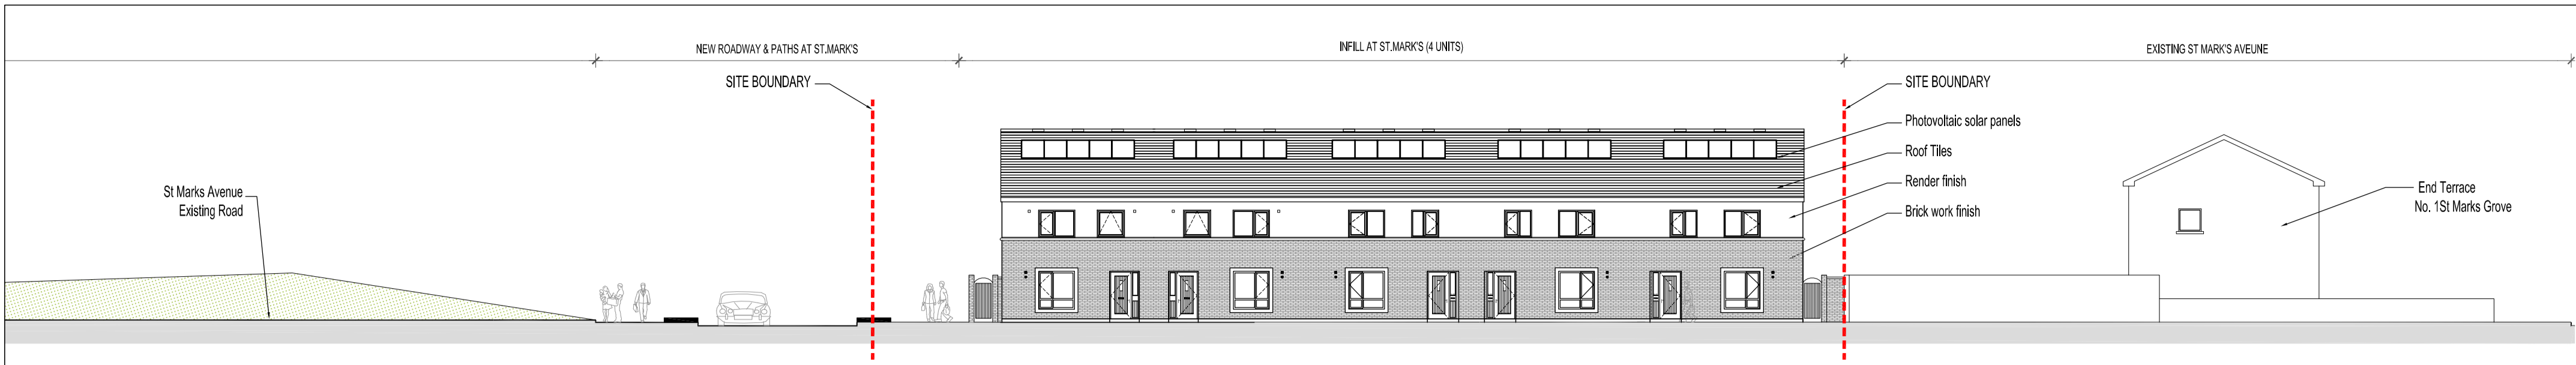 NEW ROADWAY & PATHS AT ST.MARK'S
INFILL AT ST.MARK'S (4 UNITS)
EXISTING ST MARK'S AVEUNE
SITE BOUNDARY
SITE BOUNDARY
Photovoltaic solar panels
Roof Tiles
Render finish
Brick work finish
St Marks Avenue
Existing Road
End Terrace
No. 1St Marks Grove